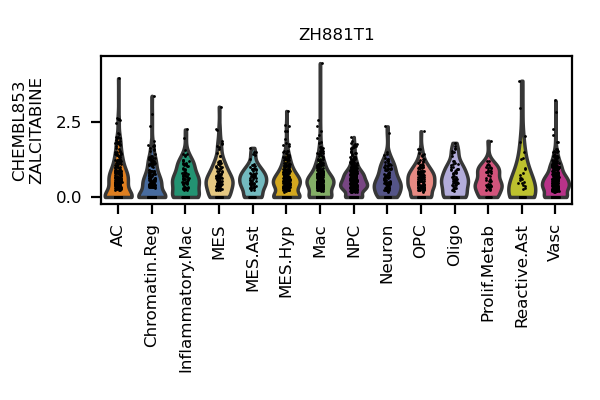 ZH881T1
CHEMBL853
ZALCITABINE
2.5
0.0
AC
Chromatin.Reg
Inflammatory.Mac
MES
MES.Ast
MES.Hyp
Mac
NPC
Neuron
OPC
Oligo
Prolif.Metab
Reactive.Ast
Vasc